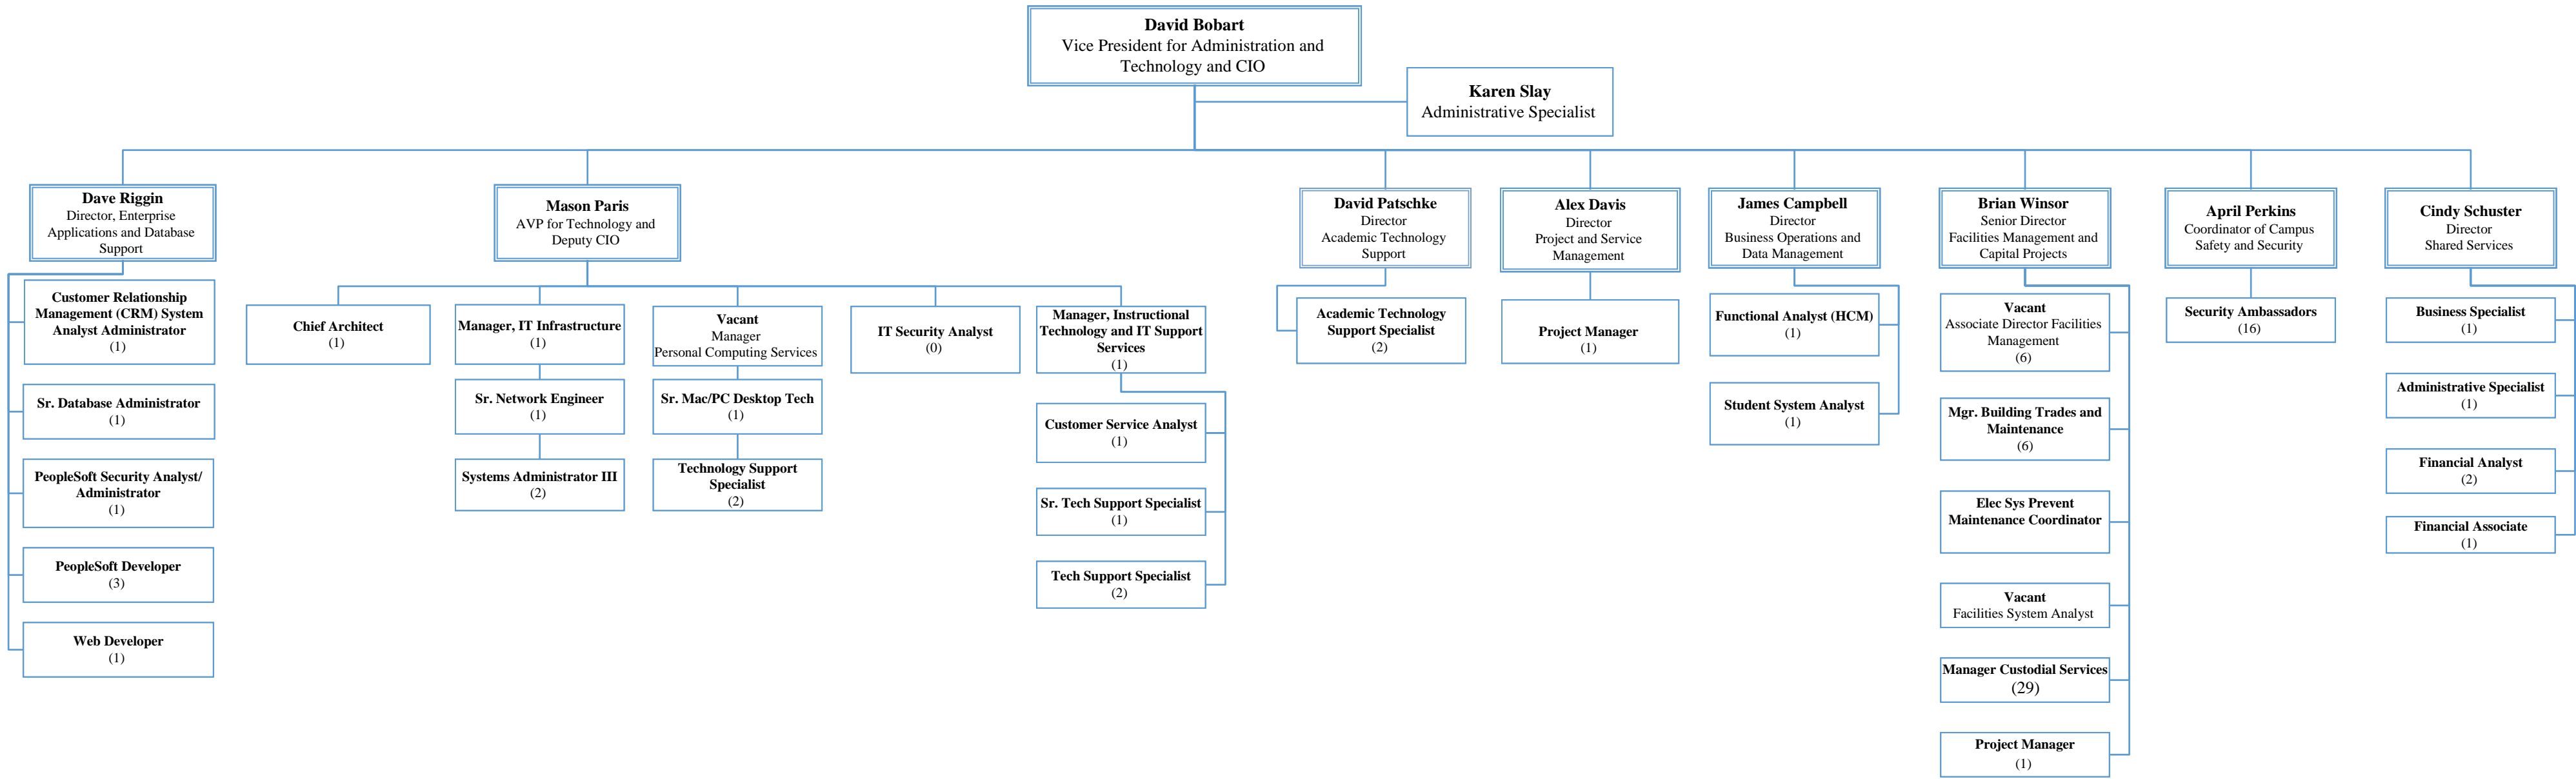 David Bobart
Vice President for Administration and
Technology and CIO
Karen Slay
Administrative Specialist
Dave Riggin
Director, Enterprise
Applications and Database
Support
Customer Relationship
Management (CRM) System
Analyst Administrator
(1)
Sr. Database Administrator
(1)
PeopleSoft Security Analyst/
Administrator
(1)
PeopleSoft Developer
(3)
Web Developer
(1)
Mason Paris
AVP for Technology and
Deputy CIO
Chief Architect
(1)
Manager, IT Infrastructure
(1)
Sr. Network Engineer
(1)
Systems Administrator III
(2)
Vacant
Manager
Personal Computing Services
Sr. Mac/PC Desktop Tech
(1)
Technology Support
Specialist
(2)
IT Security Analyst
(0)
Manager, Instructional
Technology and IT Support
Services
(1)
Customer Service Analyst
(1)
Sr. Tech Support Specialist
(1)
Tech Support Specialist
(2)
David Patschke
Director
Academic Technology
Support
Academic Technology
Support Specialist
(2)
Alex Davis
Director
Project and Service
Management
Project Manager
(1)
James Campbell
Director
Business Operations and
Data Management
Functional Analyst (HCM)
(1)
Student System Analyst
(1)
Brian Winsor
Senior Director
Facilities Management and
Capital Projects
Vacant
Associate Director Facilities
Management
(6)
Mgr. Building Trades and
Maintenance
(6)
Elec Sys Prevent
Maintenance Coordinator
Vacant
Facilities System Analyst
Manager Custodial Services
(29)
Project Manager
(1)
April Perkins
Coordinator of Campus
Safety and Security
Security Ambassadors
(16)
Cindy Schuster
Director
Shared Services
Business Specialist
(1)
Administrative Specialist
(1)
Financial Analyst
(2)
Financial Associate
(1)